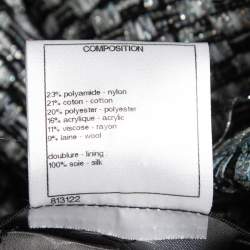 COMPOSITION
23% polyamide - nylon
21% coton - cotton
20% polyester - polyester
16% acrylique - acrylic
11% viscose - rayon
9% laine - wool
doublure - lining
100% soie - silk
813122